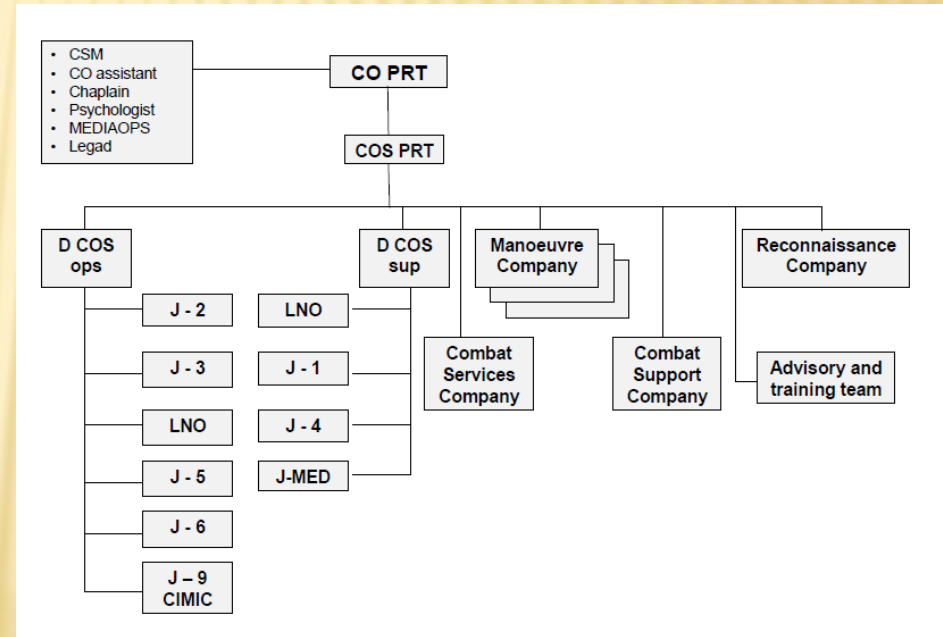 • CSM
• CO assistant
• Chaplain
• Psychologist
• MEDIAOPS
• Legad
CO PRT
COS PRT
D COS
ops
D COS
sup
Manoeuvre
Company
Reconnaissance
Company
J - 2
LNO
J - 3
J - 1
Combat
Services
Company
Combat
Support
Company
Advisory and
training team
LNO
J - 4
J - 5
J-MED
J - 6
J – 9
CIMIC